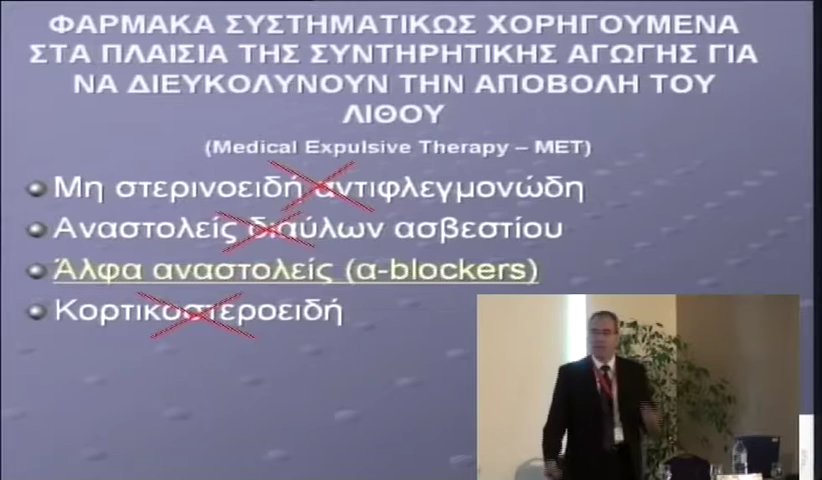 ΦΑΡΜΑΚΑ ΣΥΣΤΗΜΑΤΙΚΩΣ ΧΟΡΗΓΟΥΜΕΝΑ
ΣΤΑ ΠΛΑΙΣΙΑ ΤΗΣ ΣΥΝΤΗΡΗΤΙΚΗΣ ΑΓΩΓΗΣ ΓΙΑ
ΝΑ ΔΙΕΥΚΟΛΥΝΟΥΝ ΤΗΝ ΑΠΟΒΟΛΗ ΤΟΥ
ΛΙΘΟΥ
(Medical Expulsive Therapy – MET)
Μη στερινοειδή αντιφλεγμονώδη
Αναστολείς διαύλων ασβεστίου
Άλφα αναστολείς (α-blockers)
Κορτικοστεροειδή